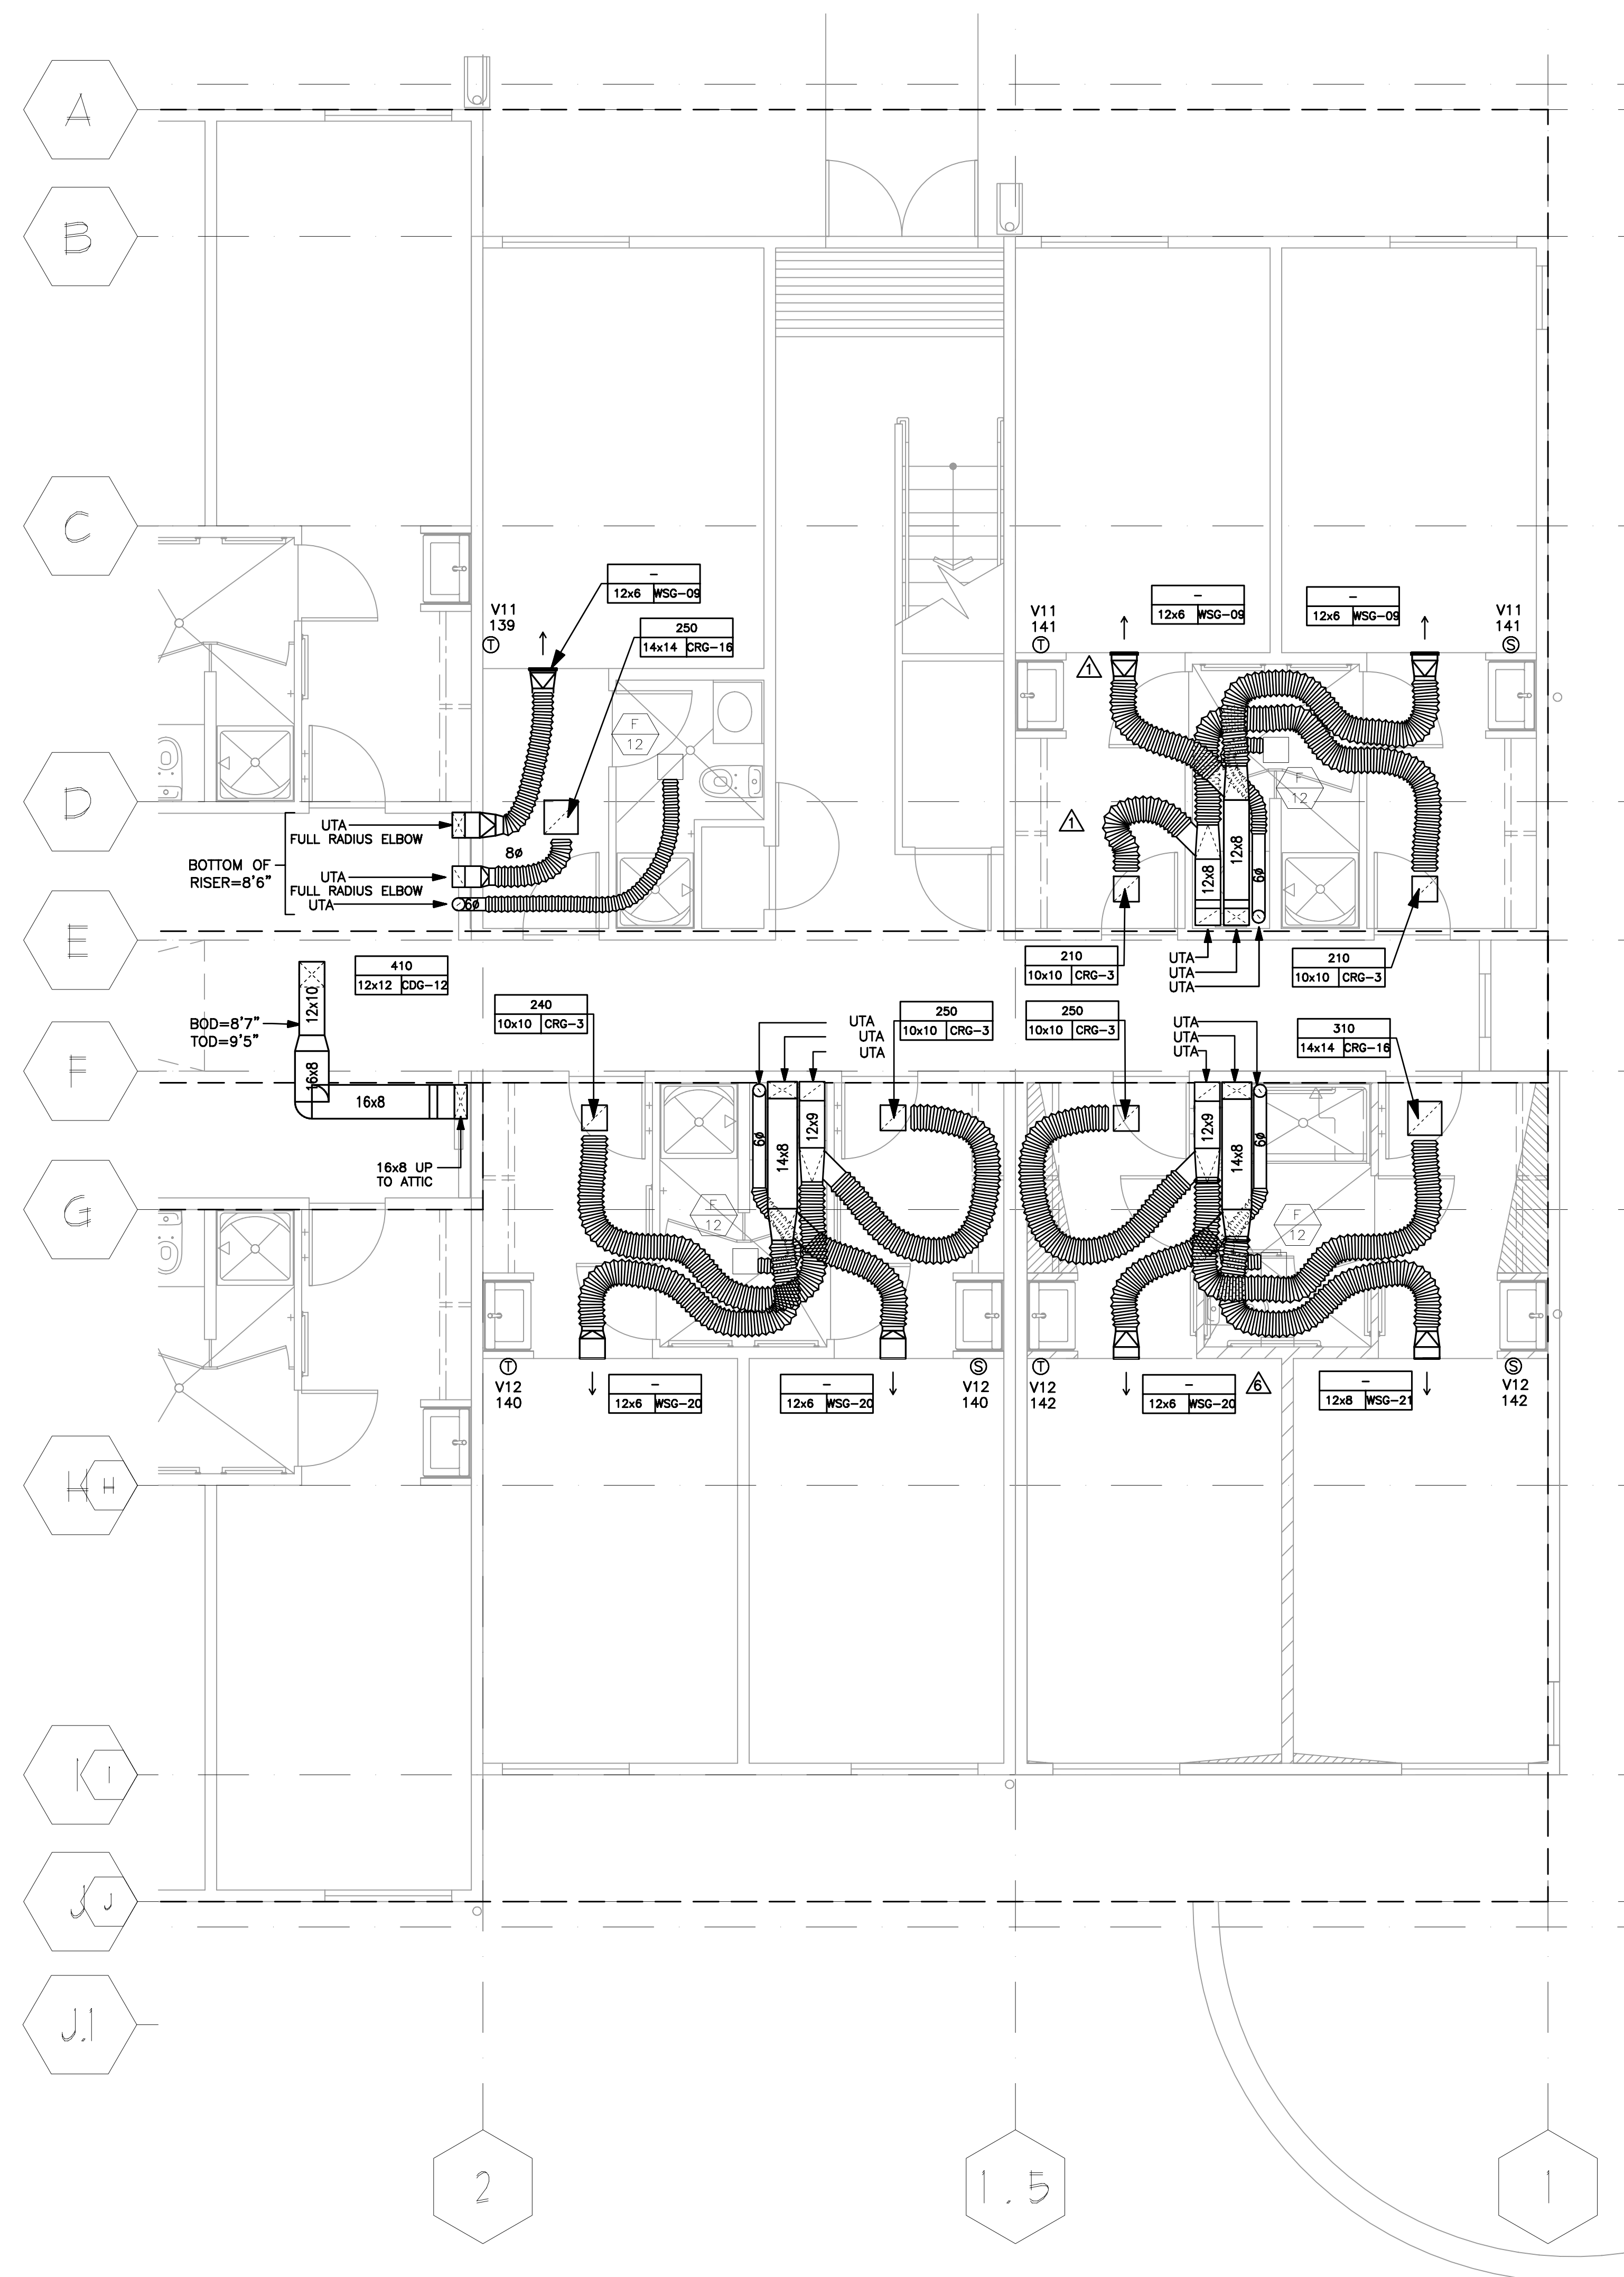 A
B
C
–
12x6 WSG-09
–
12x6 WSG-09
–
12x6 WSG-09
V11
139
T
250
14x14 CRG-16
V11
141
T
V11
141
S
1
F
12
D
F
12
1
UTA
FULL RADIUS ELBOW
8ø
BOTTOM OF
RISER=8'6"
UTA
FULL RADIUS ELBOW
UTA
6ø
12x8
12x8
6ø
E
410
12x12 CDG-12
210
10x10 CRG-3
UTA
UTA
UTA
210
10x10 CRG-3
12x10
BOD=8'7"
TOD=9'5"
240
10x10 CRG-3
UTA
UTA
UTA
250
10x10 CRG-3
250
10x10 CRG-3
UTA
UTA
UTA
310
14x14 CRG-16
F
16x8
16x8
6ø
14x8
12x9
12x9
14x8
6ø
16x8 UP
TO ATTIC
G
F
12
F
12
T
V12
140
–
12x6 WSG-20
–
12x6 WSG-20
S
V12
140
T
V12
142
–
12x6 WSG-20
6
–
12x8 WSG-21
S
V12
142
H
H
I
J
J
J.1
2
1.5
1